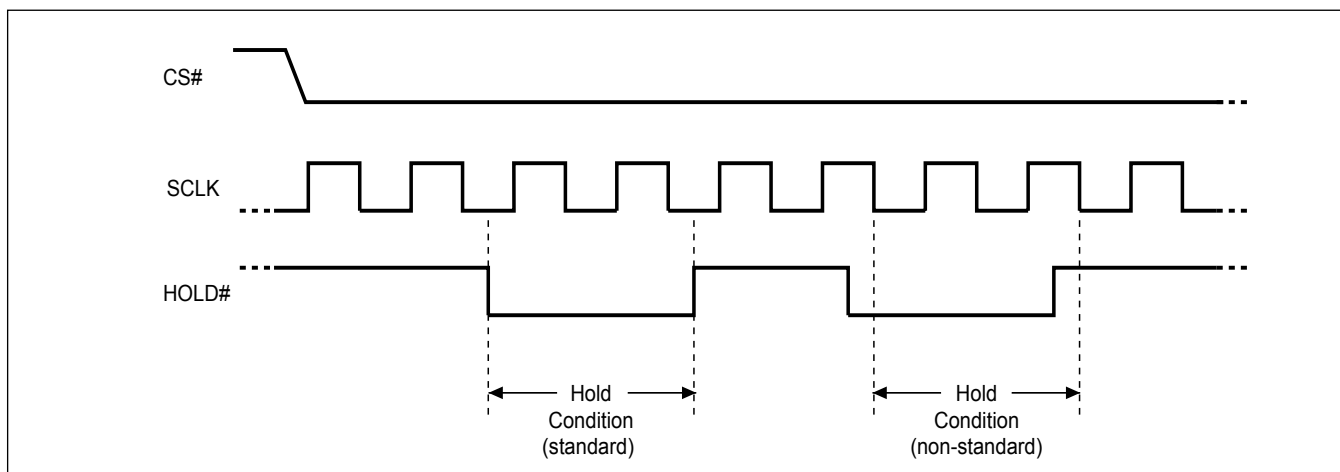 CS#
SCLK
HOLD#
Hold
Condition
(standard)
Hold
Condition
(non-standard)